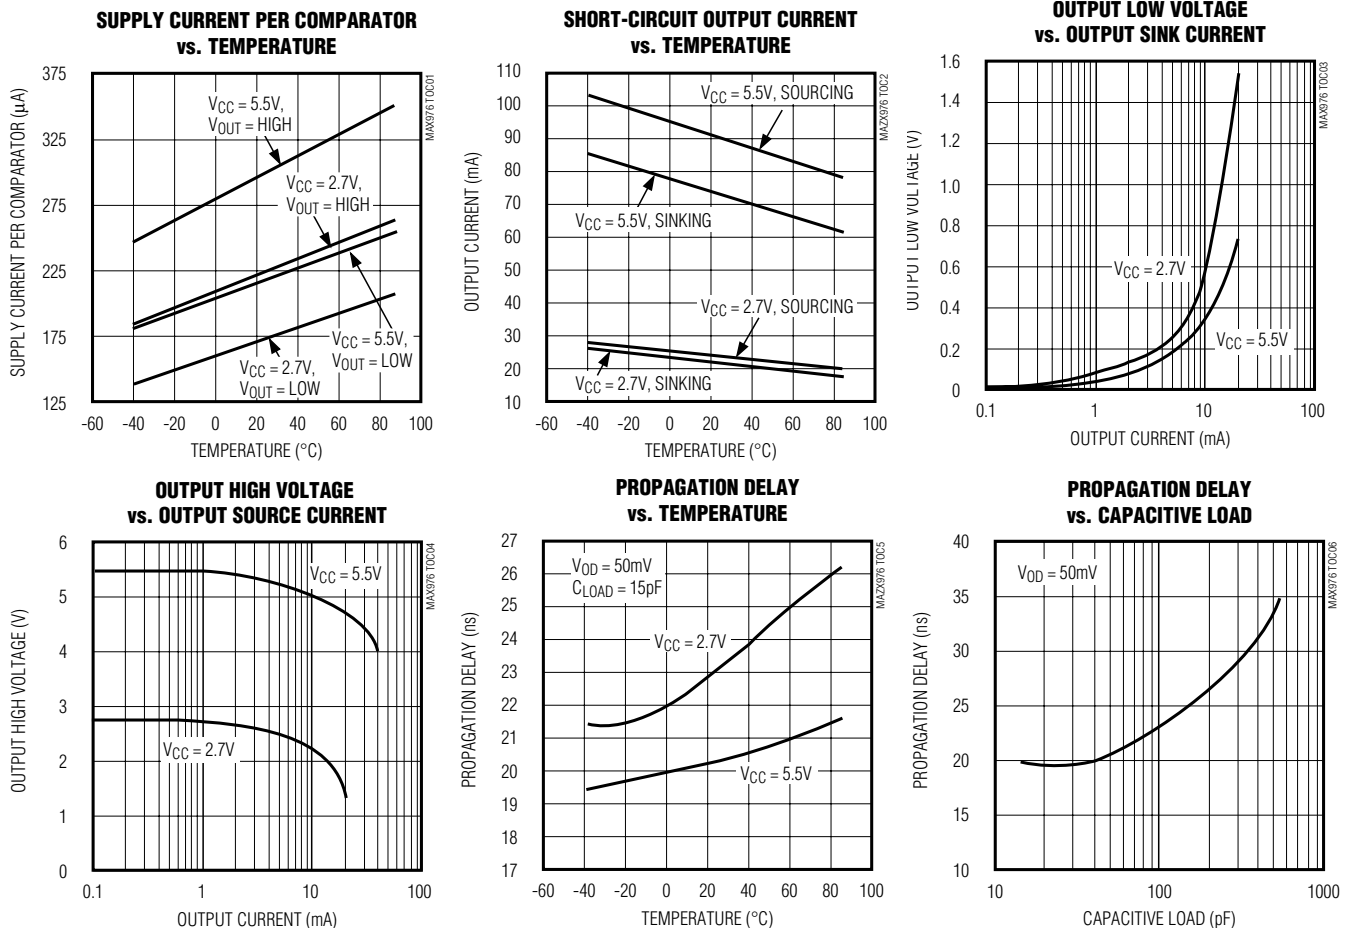 SUPPLY CURRENT PER COMPARATOR
vs. TEMPERATURE
375
325
275
225
175
125
SUPPLY CURRENT PER COMPARATOR (µA)
VCC = 5.5V,
VOUT = HIGH
VCC = 2.7V,
VOUT = HIGH
VCC = 5.5V,
VOUT = LOW
VCC = 2.7V,
VOUT = LOW
MAX976 TOC01
-60 -40 -20 0 20 40 60 80 100
TEMPERATURE (°C)
SHORT-CIRCUIT OUTPUT CURRENT
vs. TEMPERATURE
110
100
90
80
70
60
50
40
30
20
10
OUTPUT CURRENT (mA)
VCC = 5.5V, SOURCING
VCC = 5.5V, SINKING
VCC = 2.7V, SOURCING
VCC = 2.7V, SINKING
MAZX976 TOC2
-60 -40 -20 0 20 40 60 80 100
TEMPERATURE (°C)
OUTPUT LOW VOLTAGE
vs. OUTPUT SINK CURRENT
1.6
1.4
1.2
1.0
0.8
0.6
0.4
0.2
0
OUTPUT LOW VOLTAGE (V)
VCC = 2.7V
VCC = 5.5V
MAX976 TOC03
0.1 1 10 100
OUTPUT CURRENT (mA)
OUTPUT HIGH VOLTAGE
vs. OUTPUT SOURCE CURRENT
6
5
4
3
2
1
0
OUTPUT HIGH VOLTAGE (V)
VCC = 5.5V
VCC = 2.7V
MAX976 TOC04
0.1 1 10 100
OUTPUT CURRENT (mA)
PROPAGATION DELAY
vs. TEMPERATURE
27
26
25
24
23
22
21
20
19
18
17
PROPAGATION DELAY (ns)
VOD = 50mV
CLOAD = 15pF
VCC = 2.7V
VCC = 5.5V
MAZX976 TOC5
-60 -40 -20 0 20 40 60 80 100
TEMPERATURE (°C)
PROPAGATION DELAY
vs. CAPACITIVE LOAD
40
35
30
25
20
15
10
PROPAGATION DELAY (ns)
VOD = 50mV
MAX976 TOC06
10 100 1000
CAPACITIVE LOAD (pF)